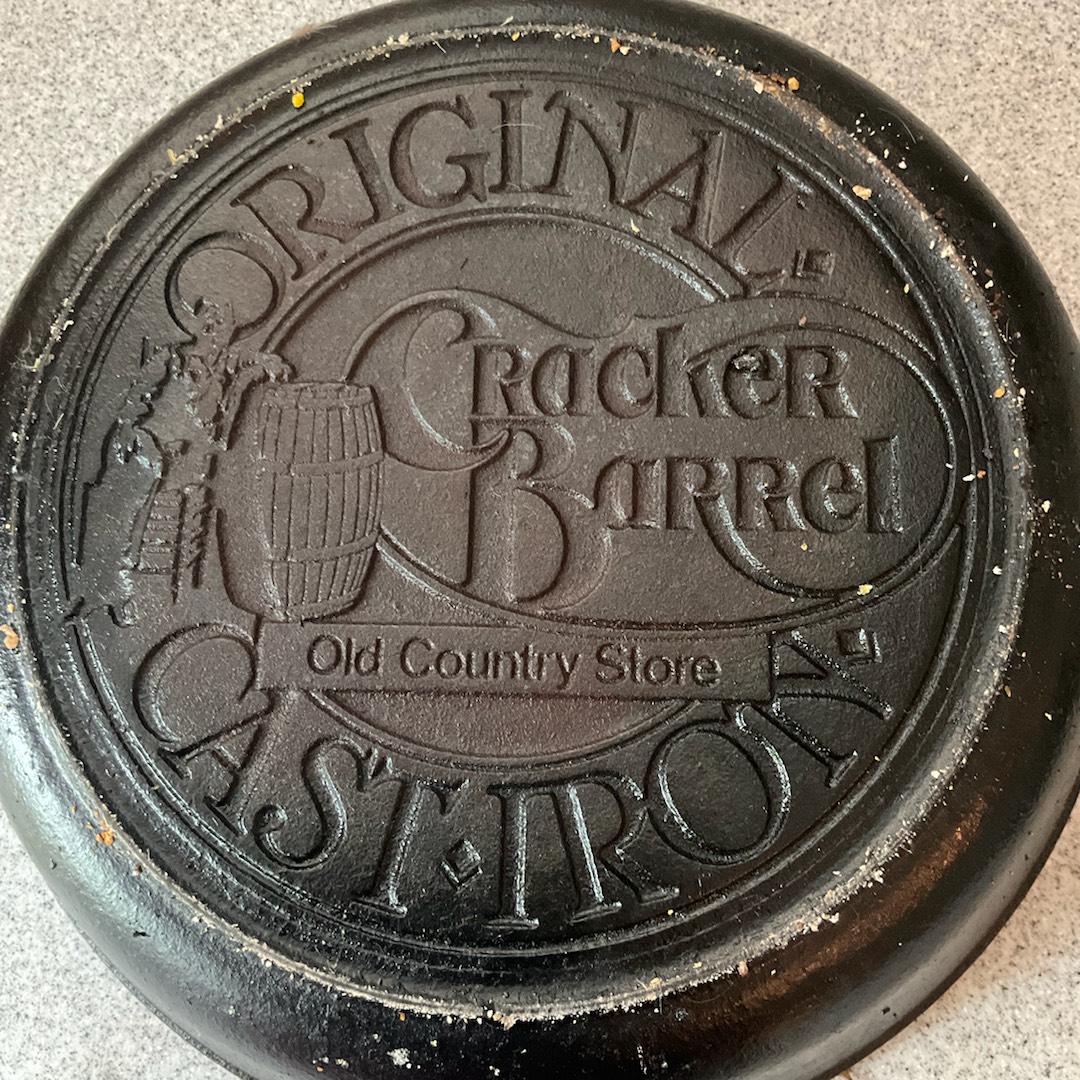 ORIGINAL
Cracker
Barrel
Old Country Store
CAST · IRON